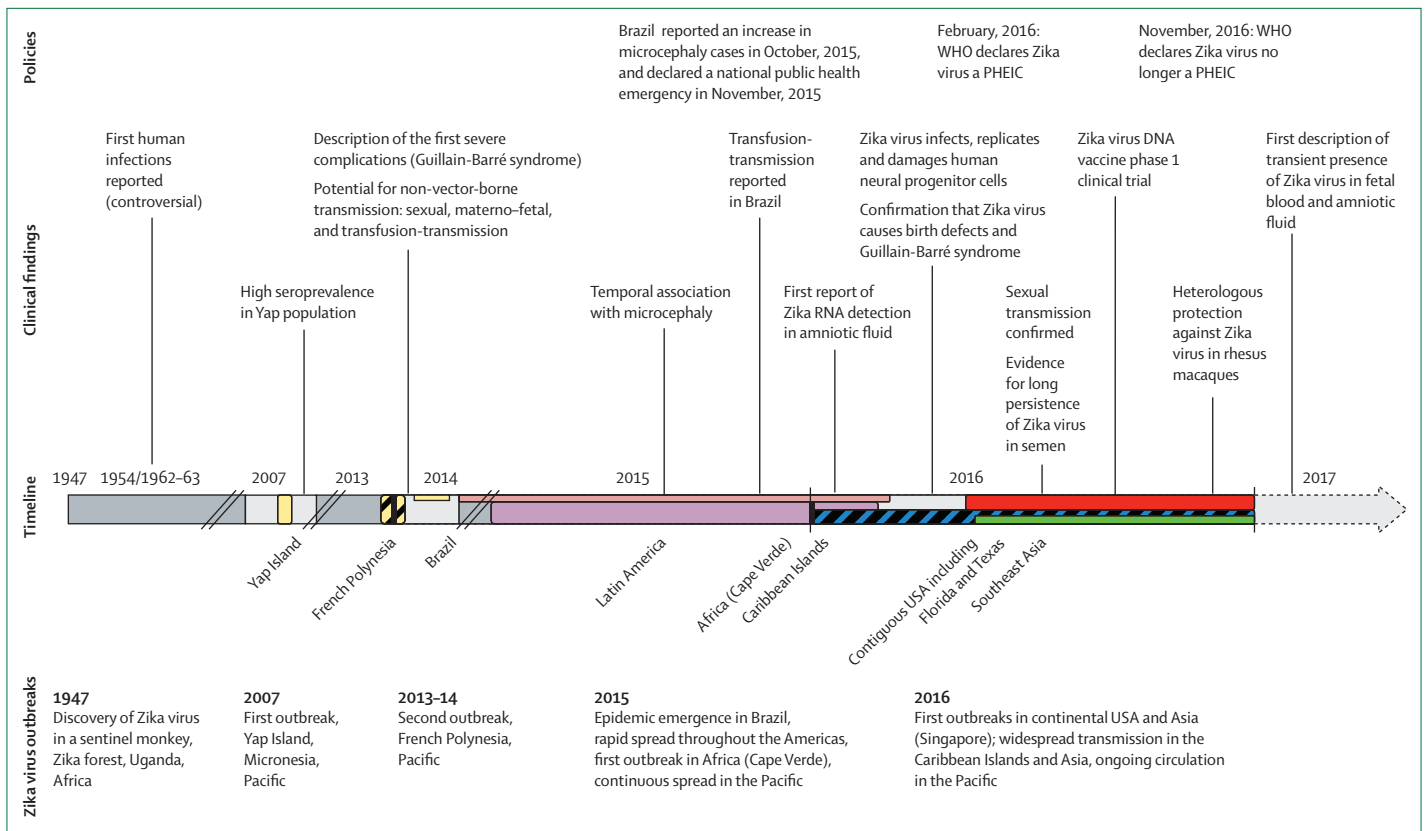 Policies
Brazil reported an increase in
microcephaly cases in October, 2015,
and declared a national public health
emergency in November, 2015
February, 2016:
WHO declares Zika
virus a PHEIC
November, 2016: WHO
declares Zika virus no
longer a PHEIC
Clinical findings
First human
infections
reported
(controversial)
Description of the first severe
complications (Guillain-Barré syndrome)
Potential for non-vector-borne
transmission: sexual, materno–fetal,
and transfusion-transmission
Transfusion-
transmission
reported
in Brazil
Zika virus infects, replicates
and damages human
neural progenitor cells
Confirmation that Zika virus
causes birth defects and
Guillain-Barré syndrome
Zika virus DNA
vaccine phase 1
clinical trial
First description of
transient presence
of Zika virus in fetal
blood and amniotic
fluid
High seroprevalence
in Yap population
Temporal association
with microcephaly
First report of
Zika RNA detection
in amniotic fluid
Sexual
transmission
confirmed
Evidence
for long
persistence
of Zika virus
in semen
Heterologous
protection
against Zika
virus in rhesus
macaques
Timeline
1947 1954/1962–63 2007 2013 2014 2015 2016 2017
Yap Island
French Polynesia
Brazil
Latin America
Africa (Cape Verde)
Caribbean Islands
Contiguous USA including
Florida and Texas
Southeast Asia
Zika virus outbreaks
1947
Discovery of Zika virus
in a sentinel monkey,
Zika forest, Uganda,
Africa
2007
First outbreak,
Yap Island,
Micronesia,
Pacific
2013–14
Second outbreak,
French Polynesia,
Pacific
2015
Epidemic emergence in Brazil,
rapid spread throughout the Americas,
first outbreak in Africa (Cape Verde),
continuous spread in the Pacific
2016
First outbreaks in continental USA and Asia
(Singapore); widespread transmission in the
Caribbean Islands and Asia, ongoing circulation
in the Pacific